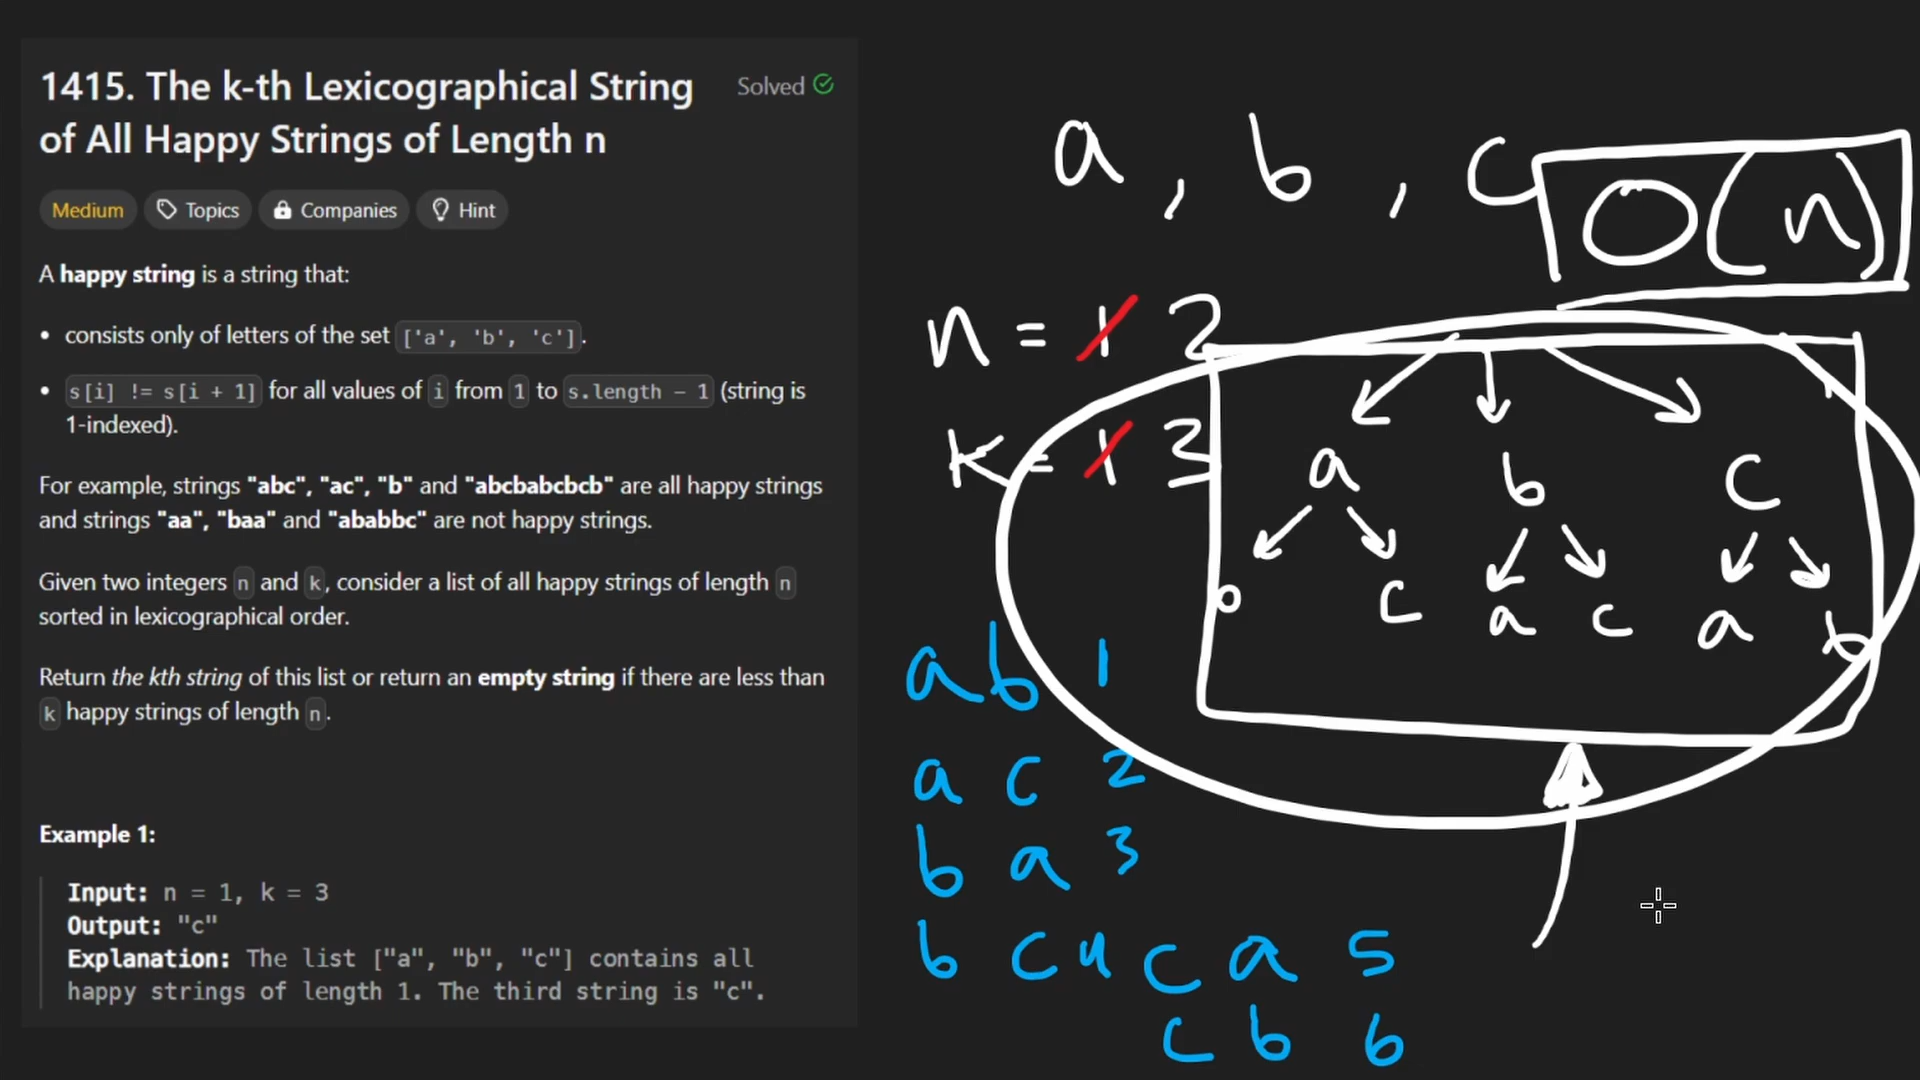 1415. The k-th Lexicographical String
of All Happy Strings of Length n
Solved
Medium
Topics
Companies
Hint
A happy string is a string that:
• consists only of letters of the set ['a', 'b', 'c'].
• s[i] != s[i + 1] for all values of i from 1 to s.length - 1 (string is
1-indexed).
For example, strings "abc", "ac", "b" and "abcbabcbcb" are all happy strings
and strings "aa", "baa" and "ababbc" are not happy strings.
Given two integers n and k, consider a list of all happy strings of length n
sorted in lexicographical order.
Return the kth string of this list or return an empty string if there are less than
k happy strings of length n.
Example 1:
Input: n = 1, k = 3
Output: "c"
Explanation: The list ["a", "b", "c"] contains all
happy strings of length 1. The third string is "c".
a , b , c
O(n)
n = 1 2
k = 1 3
a b c
b c a c a b
a b 1
a c 2
b a 3
b c 4
c a 5
c b 6